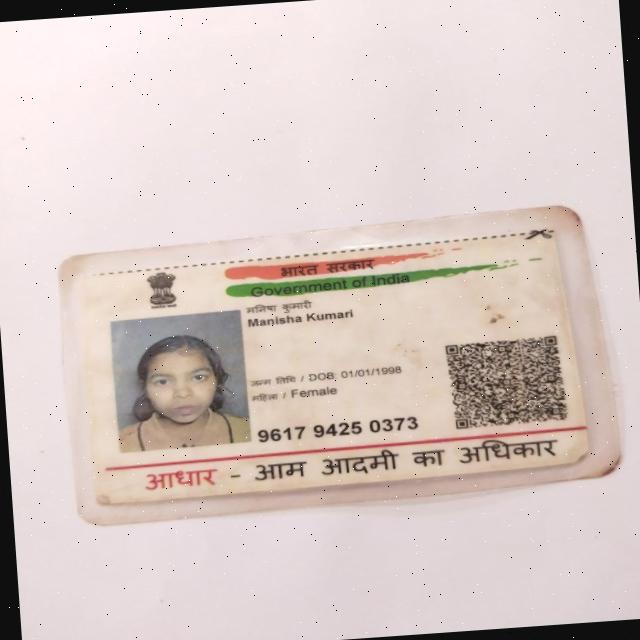 भारत सरकार
Government of India
मनिषा कुमारी
Manisha Kumari
जन्म तिथि / DOB: 01/01/1998
महिला / Female
9617 9425 0373
आधार - आम आदमी का अधिकार